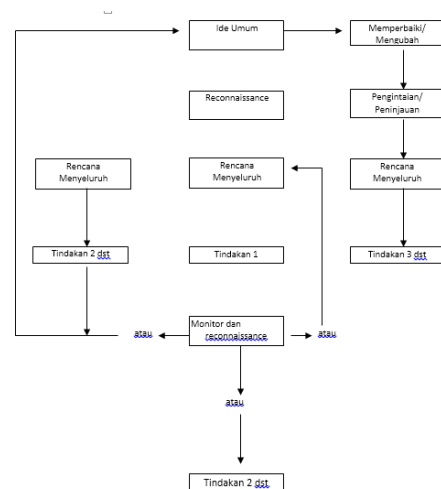 Ide Umum
Memperbaiki/
Mengubah
Reconnaissance
Pengintaian/
Peninjauan
Rencana
Menyeluruh
Rencana
Menyeluruh
Rencana
Menyeluruh
Tindakan 2 dst
Tindakan 1
Tindakan 3 dst
Monitor dan
reconnaissance
atau
atau
atau
Tindakan 2 dst